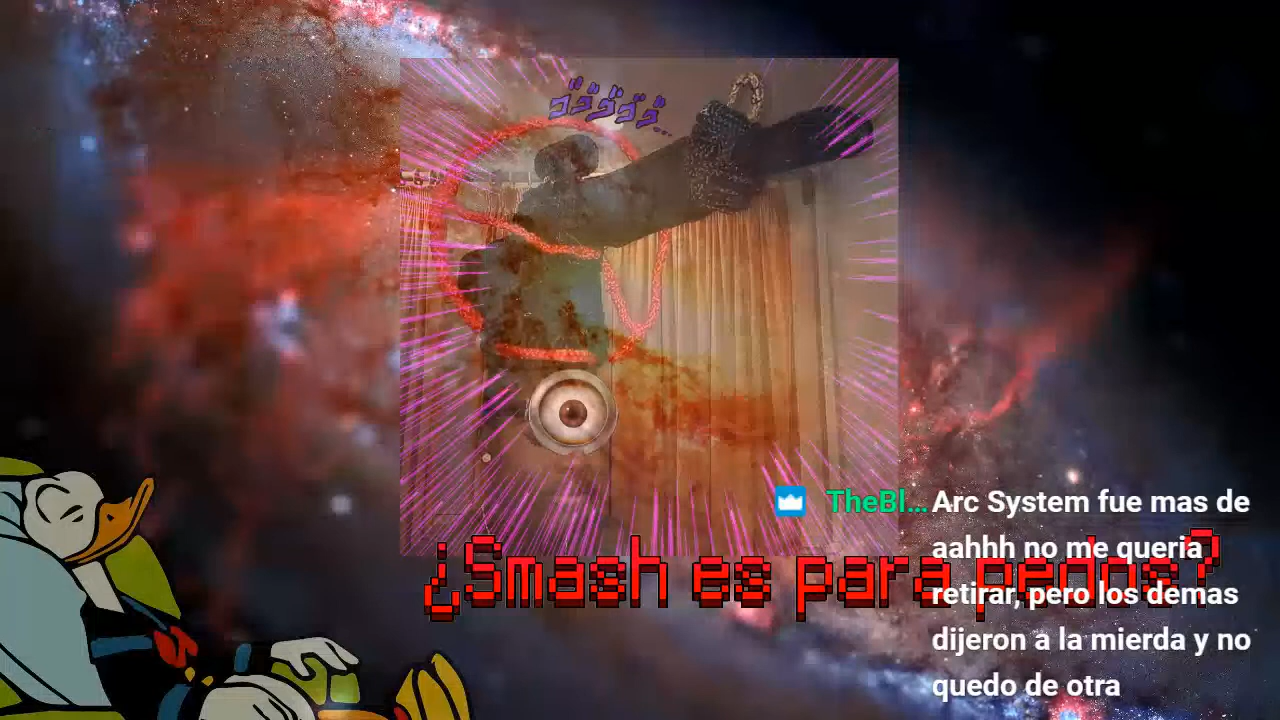 ゴゴゴゴゴ...
TheBl... Arc System fue mas de
aahhh no me queria
¿Smash es para pedos?
retirar, pero los demas
dijeron a la mierda y no
quedo de otra